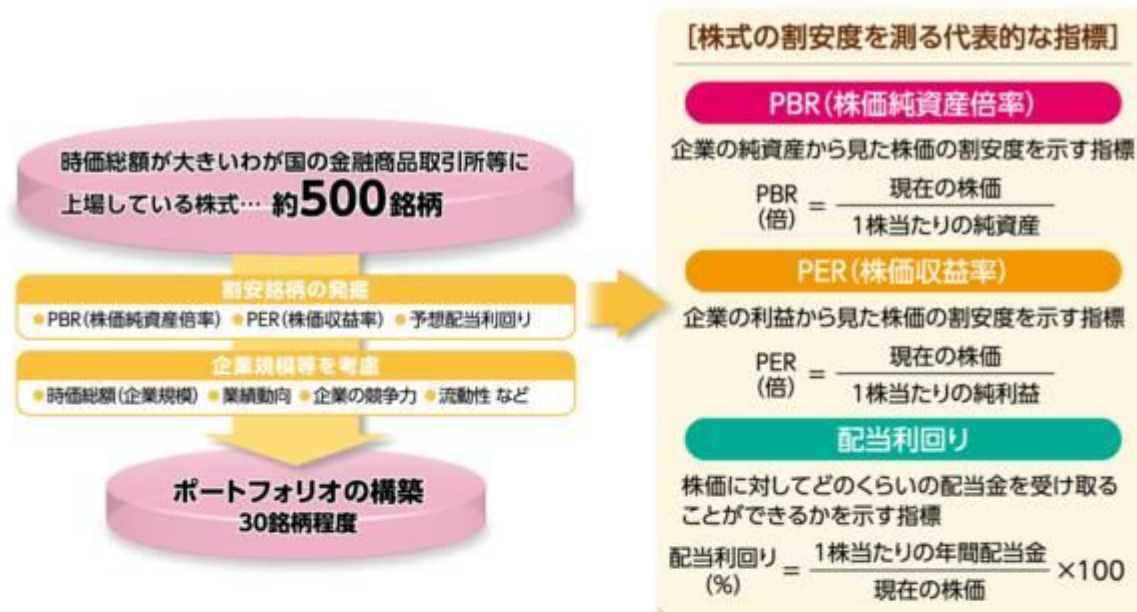 時価総額が大きいわが国の金融商品取引所等に
上場している株式… 約500銘柄
割安銘柄の発掘
●PBR(株価純資産倍率) ●PER(株価収益率) ●予想配当利回り
企業規模等を考慮
●時価総額(企業規模) ●業績動向 ●企業の競争力 ●流動性 など
ポートフォリオの構築
30銘柄程度
[株式の割安度を測る代表的な指標]
PBR(株価純資産倍率)
企業の純資産から見た株価の割安度を示す指標
PBR
(倍)
=
現在の株価
1株当たりの純資産
PER(株価収益率)
企業の利益から見た株価の割安度を示す指標
PER
(倍)
=
現在の株価
1株当たりの純利益
配当利回り
株価に対してどのくらいの配当金を受け取る
ことができるかを示す指標
配当利回り
(%)
=
1株当たりの年間配当金
現在の株価
×100